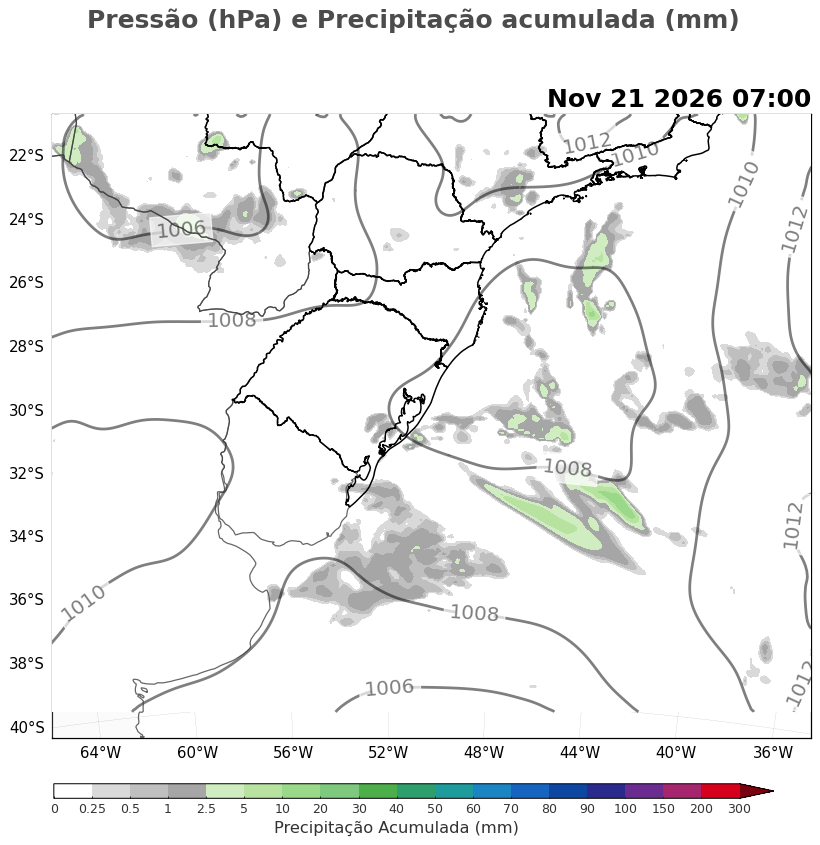 Pressão (hPa) e Precipitação acumulada (mm)
Nov 21 2026 07:00
1012
1010
1010
1012
1006
1008
1008
1012
1010
1008
1006
1012
22°S
24°S
26°S
28°S
30°S
32°S
34°S
36°S
38°S
40°S
64°W 60°W 56°W 52°W 48°W 44°W 40°W 36°W
0 0.25 0.5 1 2.5 5 10 20 30 40 50 60 70 80 90 100 150 200 300
Precipitação Acumulada (mm)